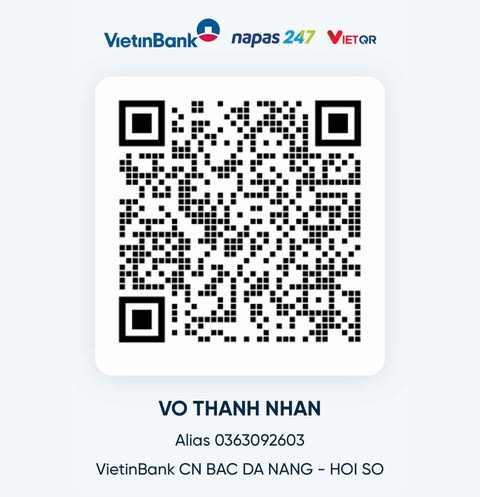 VietinBank napas 247 VIETQR
VO THANH NHAN
Alias 0363092603
VietinBank CN BAC DA NANG - HOI SO